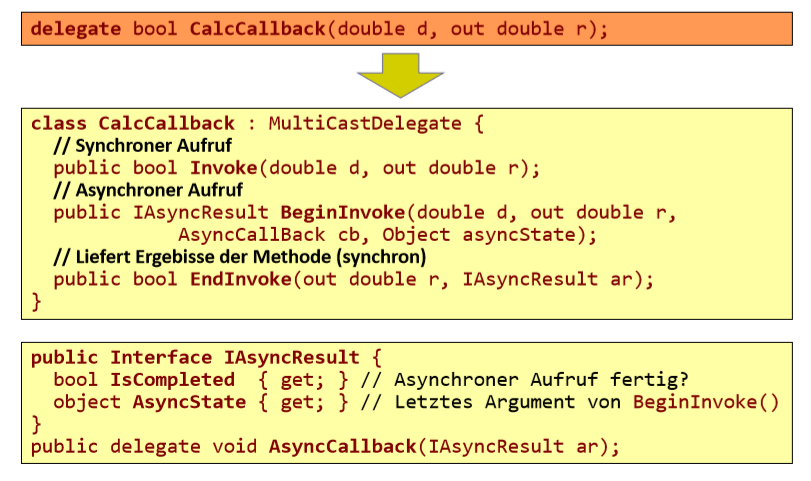 delegate bool CalcCallback(double d, out double r);
class CalcCallback : MultiCastDelegate {
// Synchroner Aufruf
public bool Invoke(double d, out double r);
// Asynchroner Aufruf
public IAsyncResult BeginInvoke(double d, out double r,
AsyncCallBack cb, Object asyncState);
// Liefert Ergebisse der Methode (synchron)
public bool EndInvoke(out double r, IAsyncResult ar);
}
public Interface IAsyncResult {
bool IsCompleted { get; } // Asynchroner Aufruf fertig?
object AsyncState { get; } // Letztes Argument von BeginInvoke()
}
public delegate void AsyncCallback(IAsyncResult ar);